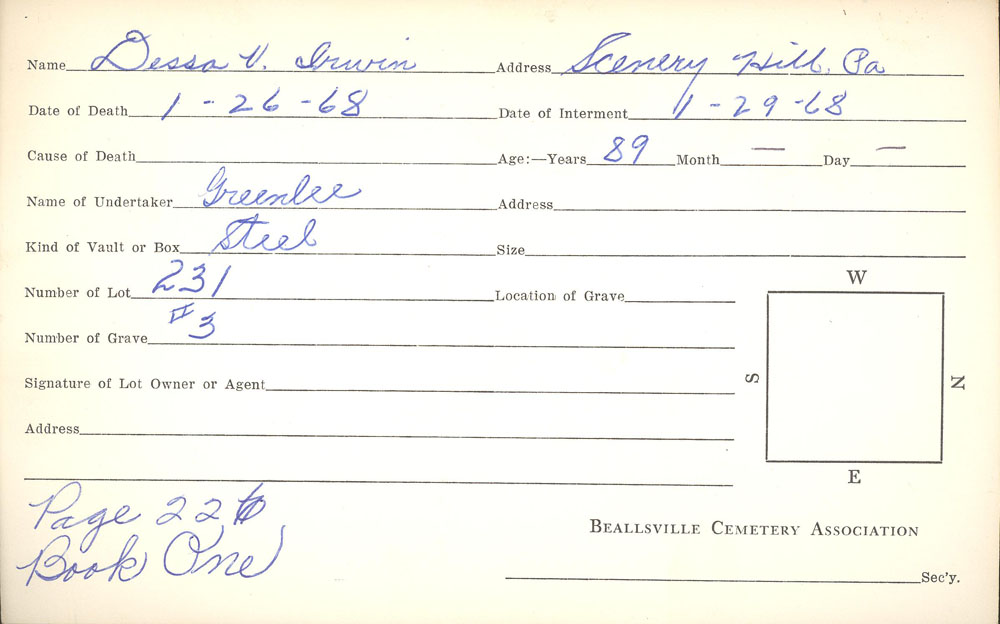 Name Dessa V. Irwin Address Scenery Hill, Pa
Date of Death 1-26-68 Date of Interment 1-29-68
Cause of Death Age:—Years 89 Month — Day —
Name of Undertaker Greenlee Address
Kind of Vault or Box Steel Size
Number of Lot 231 Location of Grave
W
Number of Grave #3
Signature of Lot Owner or Agent
S N
Address
E
Page
Book One
BEALLSVILLE CEMETERY ASSOCIATION
Sec'y.